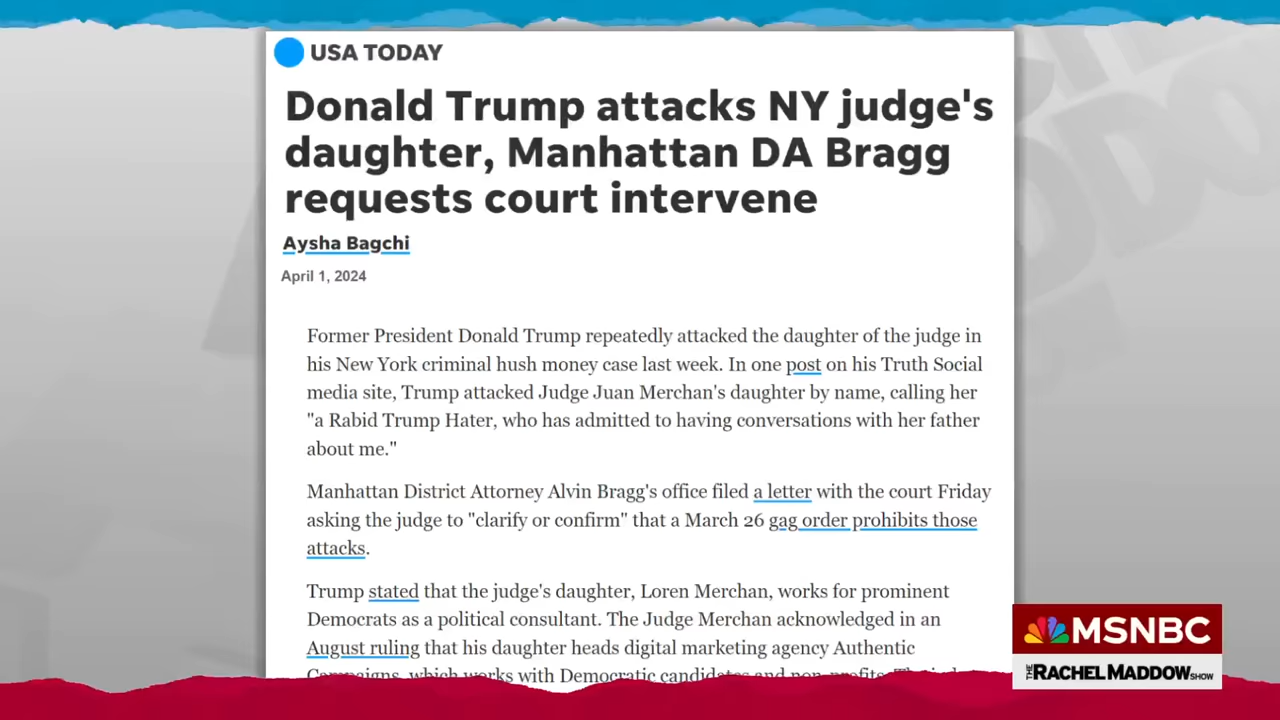 USA TODAY
Donald Trump attacks NY judge's
daughter, Manhattan DA Bragg
requests court intervene
Aysha Bagchi
April 1, 2024
Former President Donald Trump repeatedly attacked the daughter of the judge in
his New York criminal hush money case last week. In one post on his Truth Social
media site, Trump attacked Judge Juan Merchan's daughter by name, calling her
"a Rabid Trump Hater, who has admitted to having conversations with her father
about me."
Manhattan District Attorney Alvin Bragg's office filed a letter with the court Friday
asking the judge to "clarify or confirm" that a March 26 gag order prohibits those
attacks.
Trump stated that the judge's daughter, Loren Merchan, works for prominent
Democrats as a political consultant. The Judge Merchan acknowledged in an
August ruling that his daughter heads digital marketing agency Authentic
Campaigns, which works with Democratic candidates and non-profits.
MSNBC
THE RACHEL MADDOW SHOW